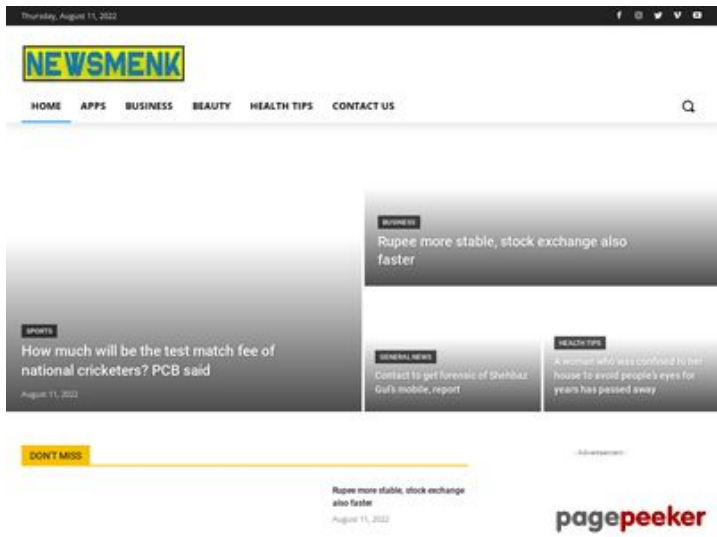 Thursday, August 11, 2022
NEWSMENK
HOME APPS BUSINESS BEAUTY HEALTH TIPS CONTACT US
BUSINESS
Rupee more stable, stock exchange also
faster
SPORTS
How much will be the test match fee of
national cricketers? PCB said
August 11, 2022
GENERAL NEWS
Contact to get forensic of Shehbaz
Gul's mobile, report
HEALTH TIPS
A woman who was confined to her
house to avoid people's eyes for
years has passed away
DON'T MISS
- Advertisement -
Rupee more stable, stock exchange
also faster
August 11, 2022
pagepeeker